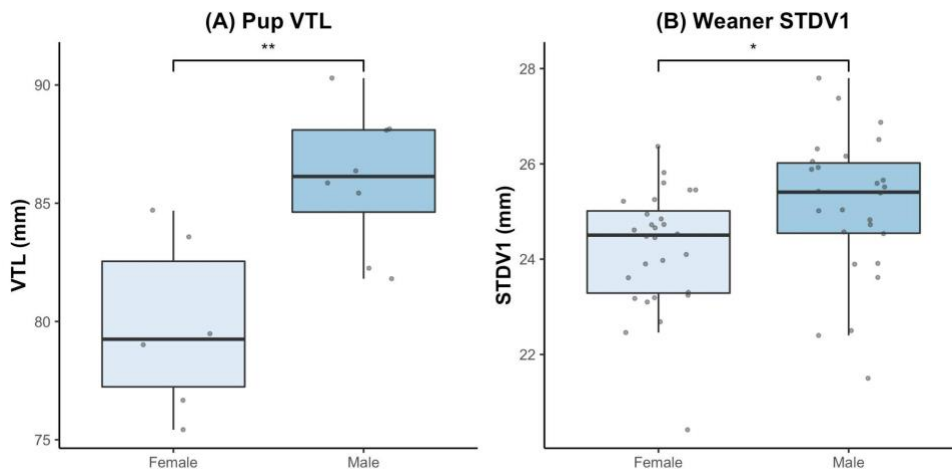 (A) Pup VTL
**
VTL (mm)
90
85
80
75
Female Male
(B) Weaner STDV1
*
STDV1 (mm)
28
26
24
22
Female Male